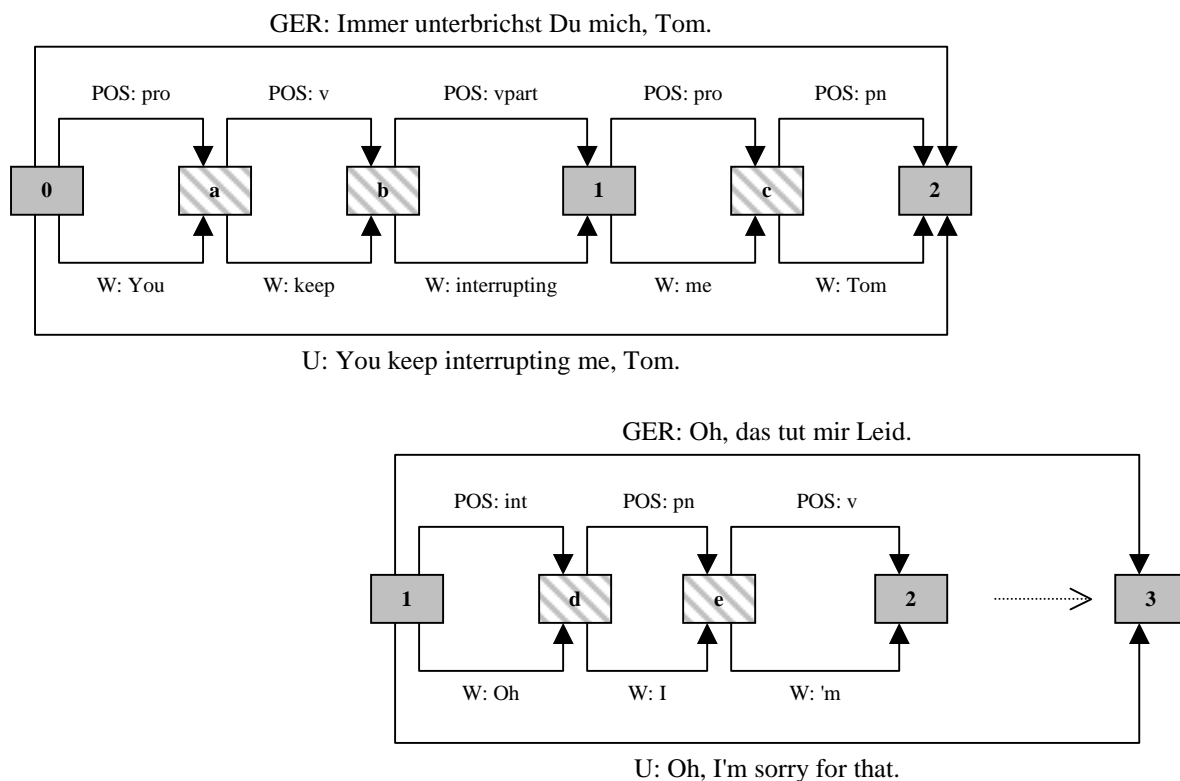 GER: Immer unterbrichst Du mich, Tom.
POS: pro POS: v POS: vpart POS: pro POS: pn
0 a b 1 c 2
W: You W: keep W: interrupting W: me W: Tom
U: You keep interrupting me, Tom.
GER: Oh, das tut mir Leid.
POS: int POS: pn POS: v
1 d e 2 3
W: Oh W: I W: 'm
U: Oh, I'm sorry for that.